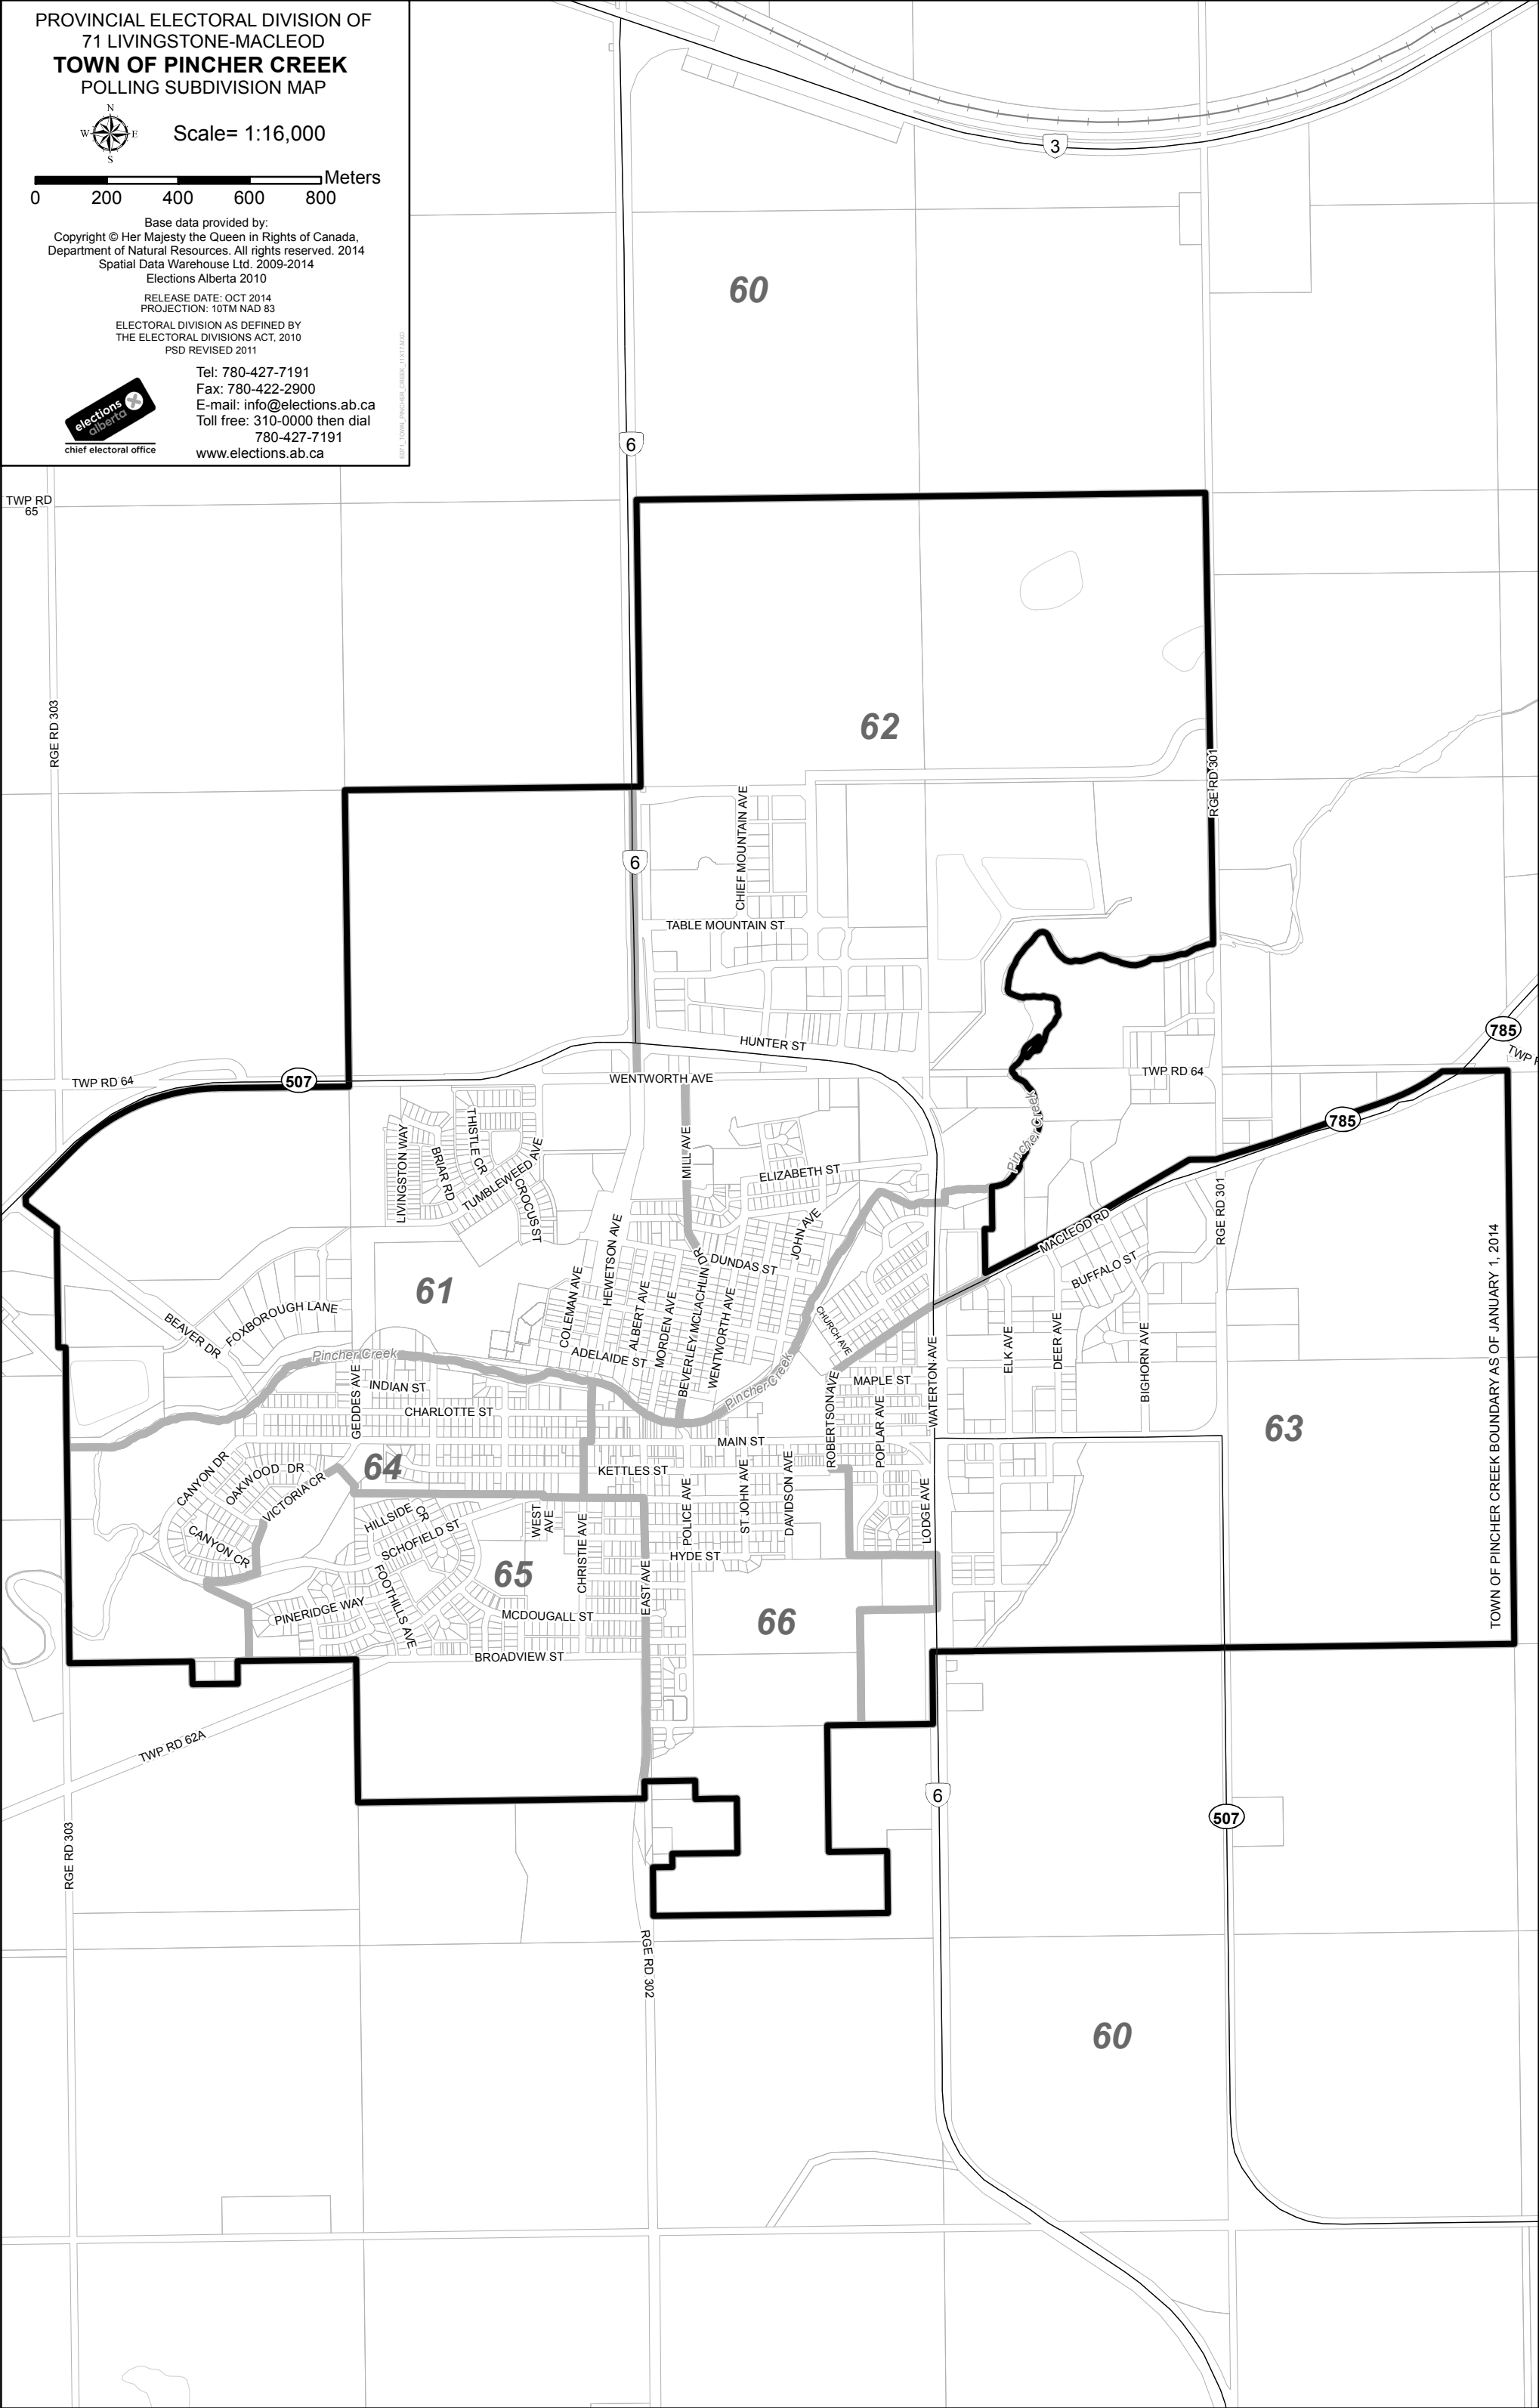 PROVINCIAL ELECTORAL DIVISION OF
71 LIVINGSTONE-MACLEOD
TOWN OF PINCHER CREEK
POLLING SUBDIVISION MAP
N
W E
S
Scale= 1:16,000
Meters
0 200 400 600 800
Base data provided by:
Copyright © Her Majesty the Queen in Rights of Canada,
Department of Natural Resources. All rights reserved. 2014
Spatial Data Warehouse Ltd. 2009-2014
Elections Alberta 2010
RELEASE DATE: OCT 2014
PROJECTION: 10TM NAD 83
ELECTORAL DIVISION AS DEFINED BY
THE ELECTORAL DIVISIONS ACT, 2010
PSD REVISED 2011
elections
alberta
chief electoral office
Tel: 780-427-7191
Fax: 780-422-2900
E-mail: info@elections.ab.ca
Toll free: 310-0000 then dial
780-427-7191
www.elections.ab.ca
3
60
6
TWP RD
65
RGE RD 303
62
RGE RD 301
6
CHIEF MOUNTAIN AVE
TABLE MOUNTAIN ST
HUNTER ST
785
TWP RD 64
507
WENTWORTH AVE
TWP RD 64
785
Pincher Creek
LIVINGSTON WAY
BRIAR RD
THISTLE CR
TUMBLEWEED AVE
CROCUS ST
MILL AVE
ELIZABETH ST
JOHN AVE
DUNDAS ST
MACLEOD RD
BUFFALO ST
RGE RD 301
TOWN OF PINCHER CREEK BOUNDARY AS OF JANUARY 1, 2014
61
HEWETSON AVE
COLEMAN AVE
ALBERT AVE
MORDEN AVE
BEVERLEY MCLACHLIN DR
WENTWORTH AVE
CHURCH AVE
BEAVER DR
FOXBOROUGH LANE
Pincher Creek
ADELAIDE ST
Pincher Creek
ELK AVE
DEER AVE
BIGHORN AVE
GEDDES AVE
INDIAN ST
CHARLOTTE ST
MAPLE ST
ROBERTSON AVE
POPLAR AVE
WATERTON AVE
63
MAIN ST
64
KETTLES ST
CANYON DR
OAKWOOD DR
VICTORIA CR
CANYON CR
HILLSIDE CR
SCHOFIELD ST
WEST
AVE
CHRISTIE AVE
POLICE AVE
ST JOHN AVE
DAVIDSON AVE
LODGE AVE
HYDE ST
65
EAST AVE
PINERIDGE WAY
FOOTHILLS AVE
MCDOUGALL ST
66
BROADVIEW ST
TWP RD 62A
6
507
RGE RD 303
RGE RD 302
60